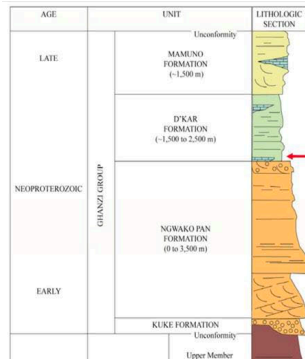 AGE
UNIT
LITHOLOGIC
SECTION
Unconformity
LATE
MAMUNO
FORMATION
(~1,500 m)
D'KAR
FORMATION
(~1,500 to 2,500 m)
GHANZI GROUP
NEOPROTEROZOIC
NGWAKO PAN
FORMATION
(0 to 3,500 m)
EARLY
KUKE FORMATION
Unconformity
Upper Member